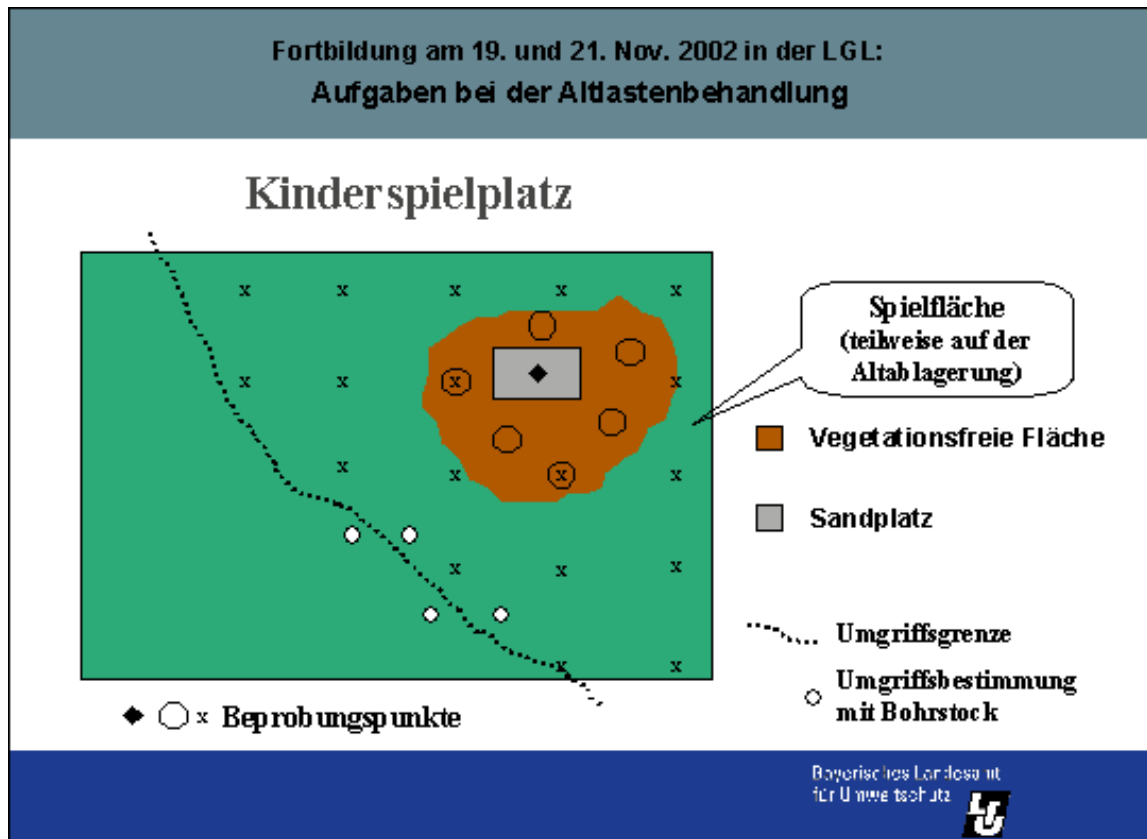 Fortbildung am 19. und 21. Nov. 2002 in der LGL:
Aufgaben bei der Altlastenbehandlung
Kinderspielplatz
x x x x x
Spielfläche
(teilweise auf der
Altablagerung)
x x x x
Vegetationsfreie Fläche
x x x x
Sandplatz
x x x
Umgriffsgrenze
x x
Umgriffsbestimmung
mit Bohrstock
x Beprobungspunkte
Bayerisches Landesamt
für Umweltschutz
LfU